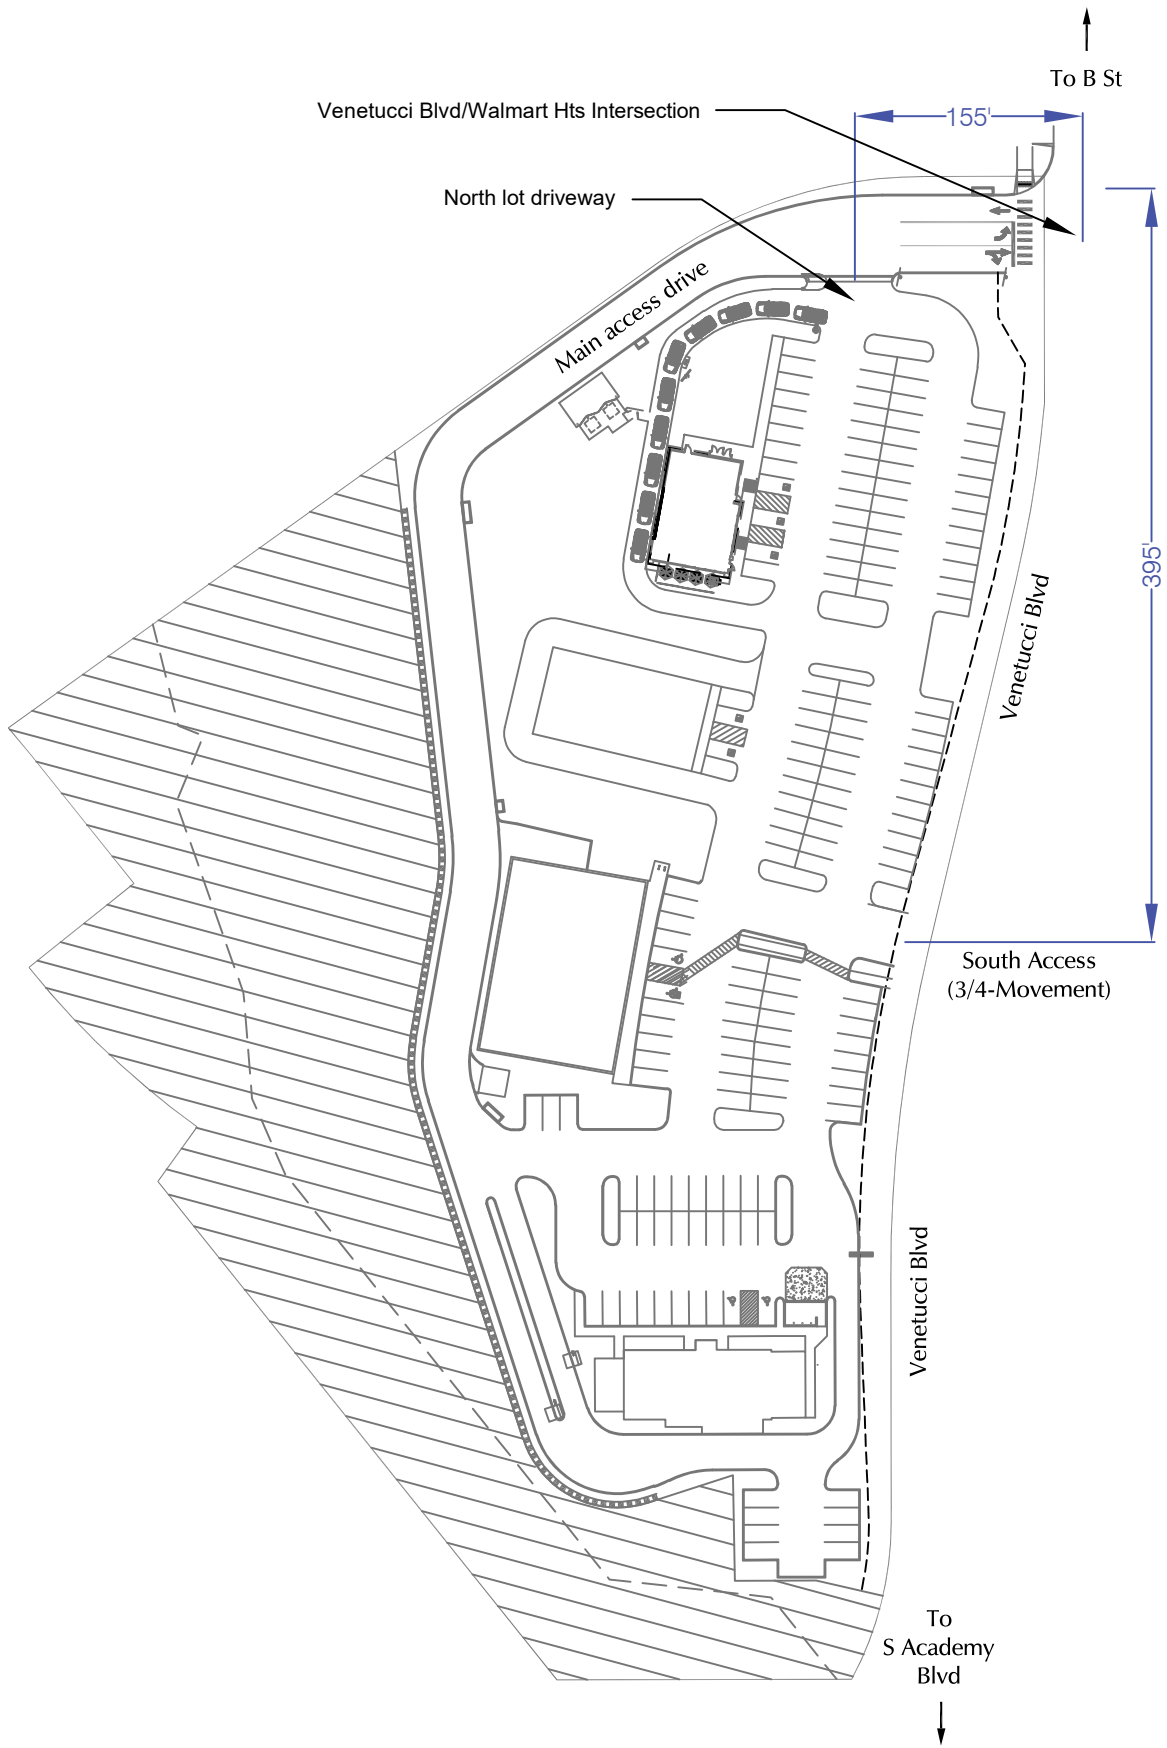 To B St
Venetucci Blvd/Walmart Hts Intersection
155'
North lot driveway
Main access drive
395'
Venetucci Blvd
South Access
(3/4-Movement)
Venetucci Blvd
To
S Academy
Blvd